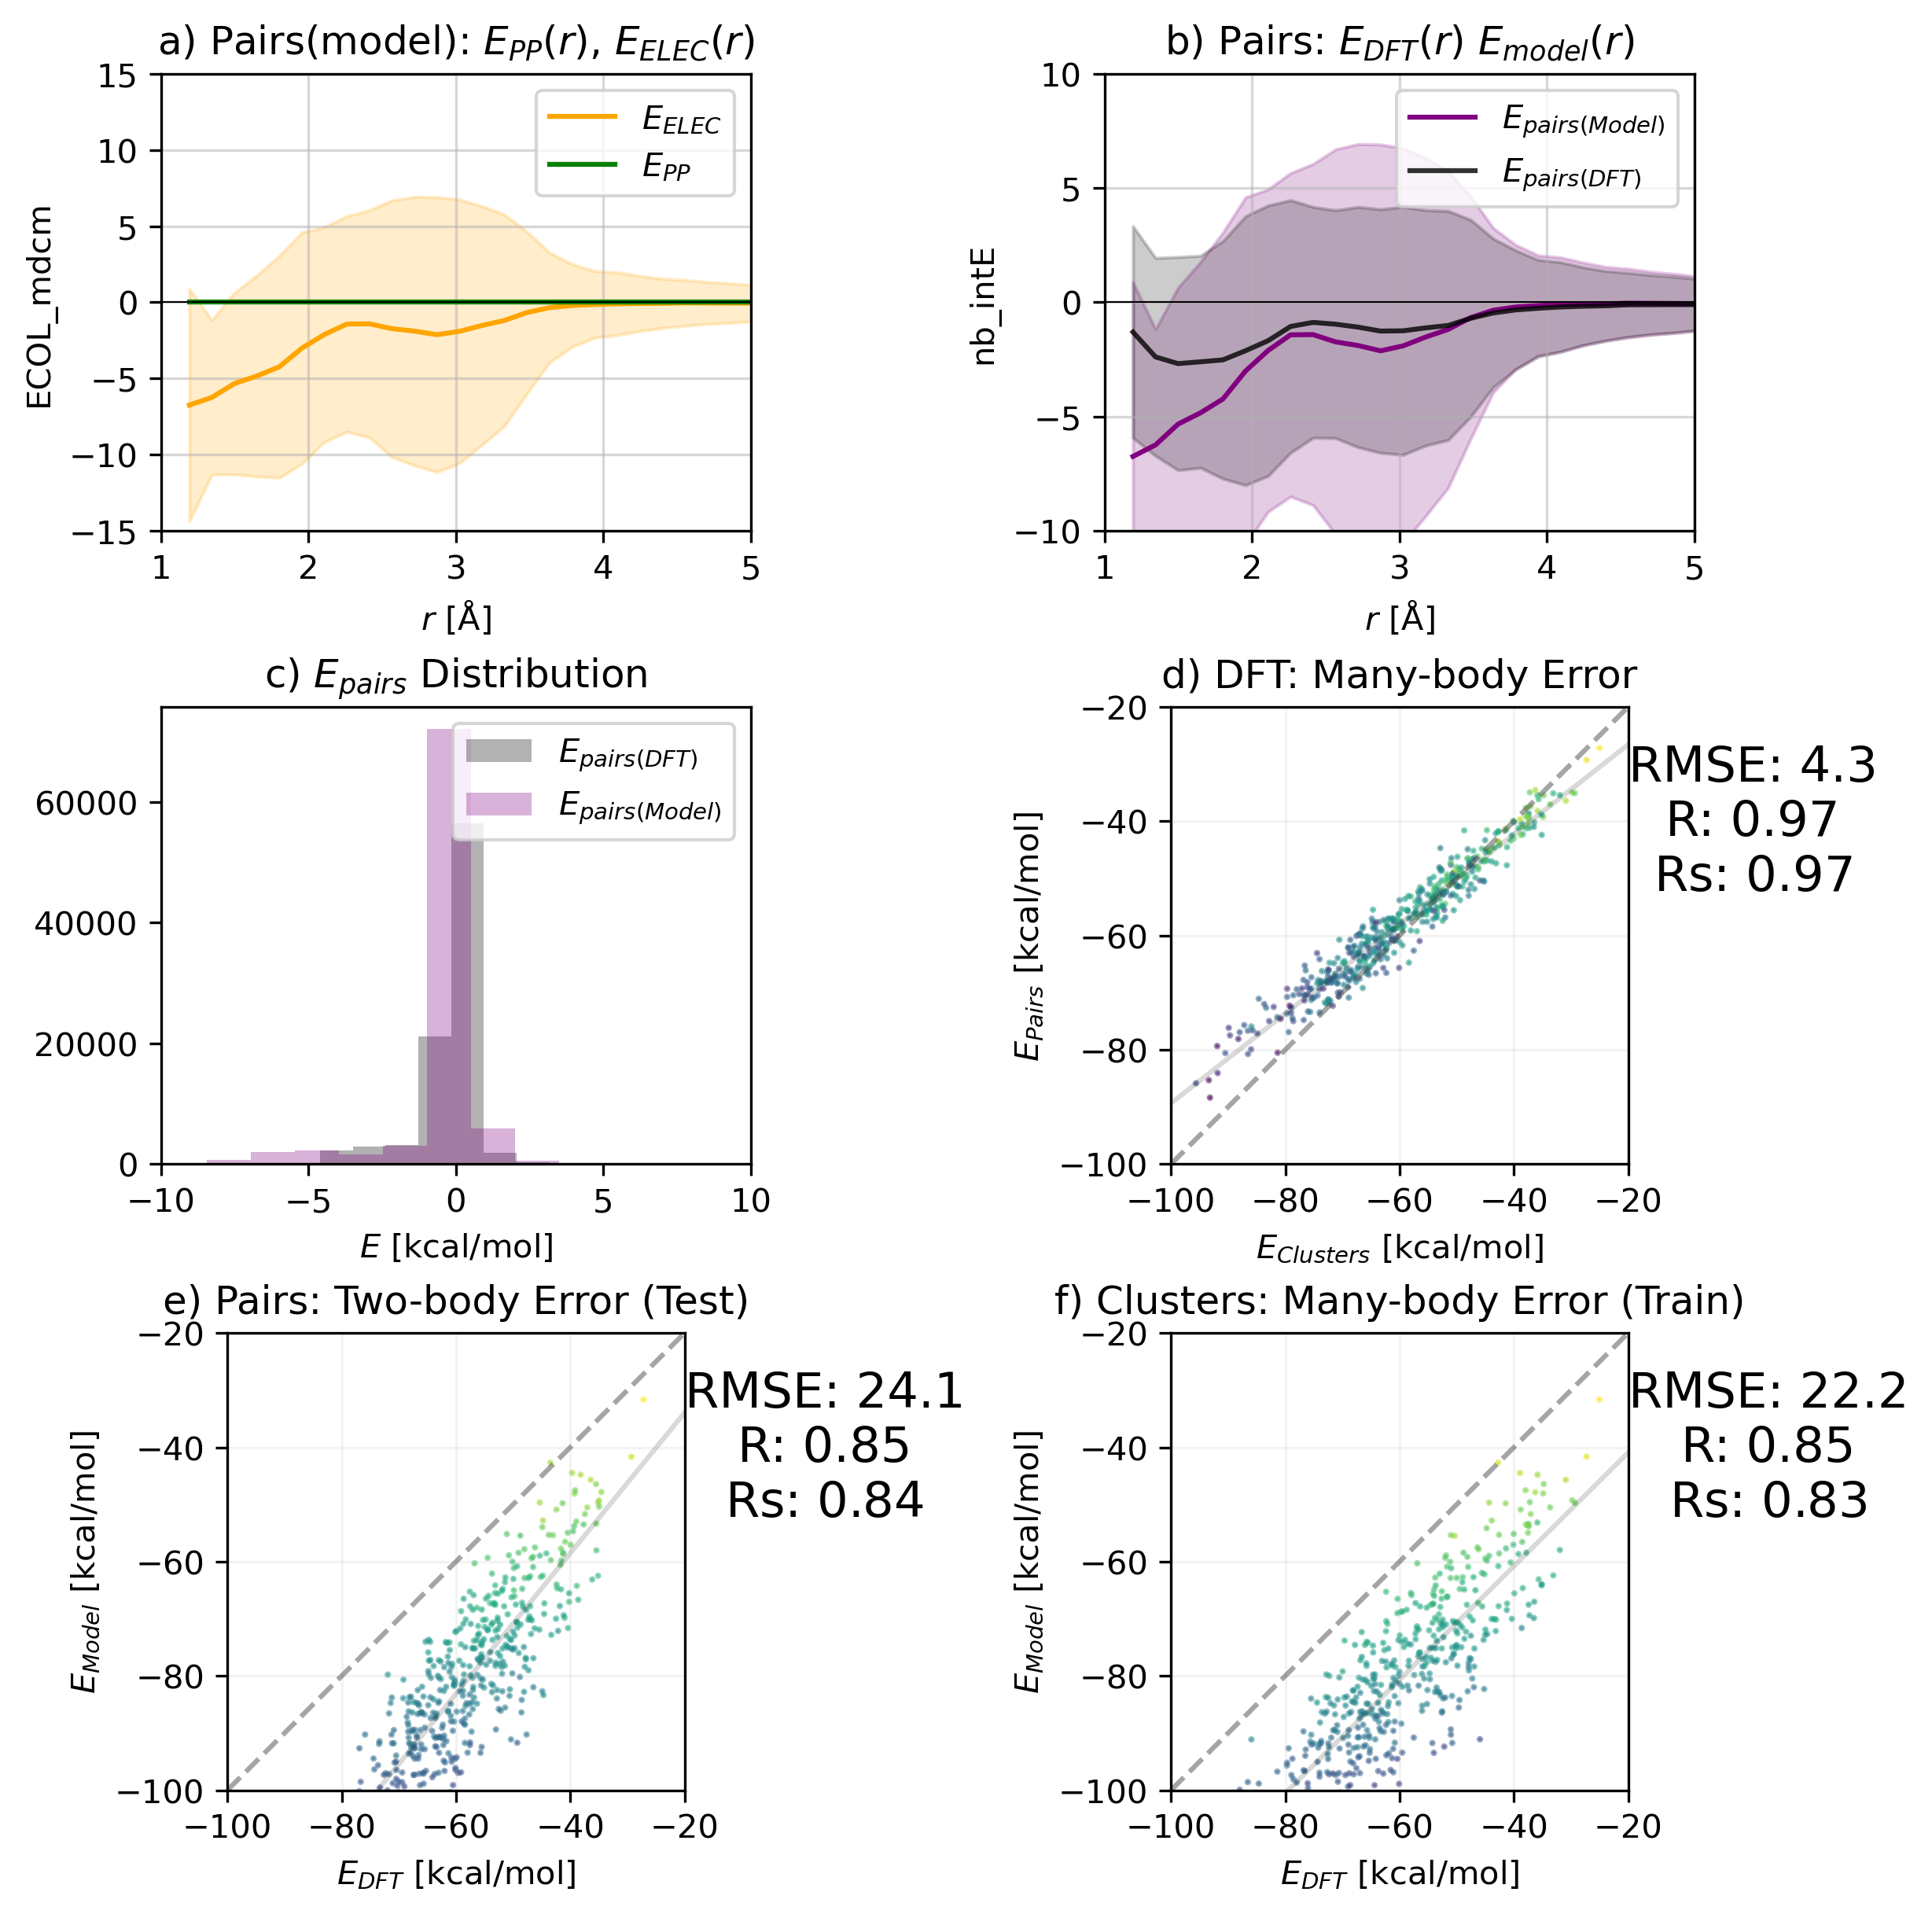 a) Pairs(model): E_PP(r), E_ELEC(r)
15
10
5
0
−5
−10
−15
ECOL_mdcm
E_ELEC
E_PP
1 2 3 4 5
r [Å]
b) Pairs: E_DFT(r) E_model(r)
10
5
0
−5
−10
nb_intE
E_pairs(Model)
E_pairs(DFT)
1 2 3 4 5
r [Å]
c) E_pairs Distribution
60000
40000
20000
0
E_pairs(DFT)
E_pairs(Model)
−10 −5 0 5 10
E [kcal/mol]
d) DFT: Many-body Error
−20
−40
−60
−80
−100
E_Pairs [kcal/mol]
−100 −80 −60 −40 −20
E_Clusters [kcal/mol]
RMSE: 4.3
R: 0.97
Rs: 0.97
e) Pairs: Two-body Error (Test)
−20
−40
−60
−80
−100
E_Model [kcal/mol]
−100 −80 −60 −40 −20
E_DFT [kcal/mol]
RMSE: 24.1
R: 0.85
Rs: 0.84
f) Clusters: Many-body Error (Train)
−20
−40
−60
−80
−100
E_Model [kcal/mol]
−100 −80 −60 −40 −20
E_DFT [kcal/mol]
RMSE: 22.2
R: 0.85
Rs: 0.83